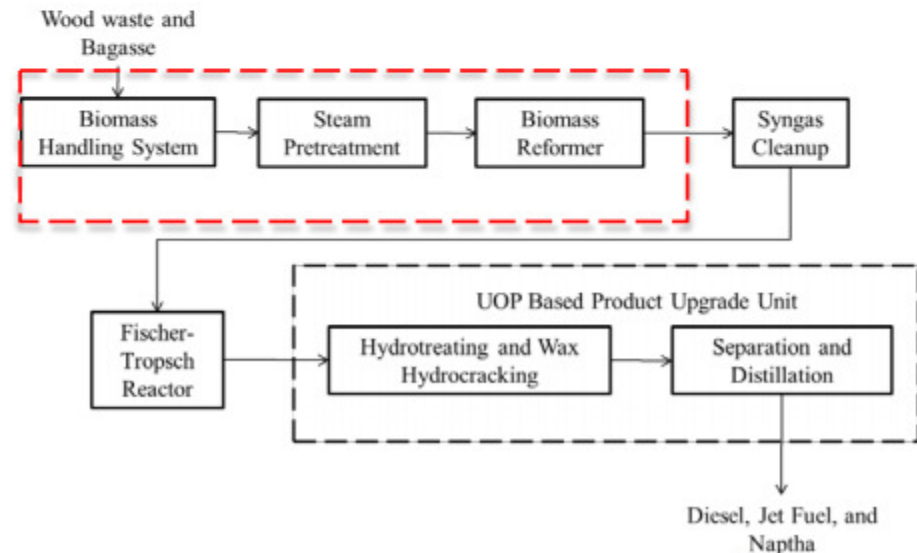 Wood waste and
Bagasse
Biomass
Handling System
Steam
Pretreatment
Biomass
Reformer
Syngas
Cleanup
Fischer-
Tropsch
Reactor
UOP Based Product Upgrade Unit
Hydrotreating and Wax
Hydrocracking
Separation and
Distillation
Diesel, Jet Fuel, and
Naptha